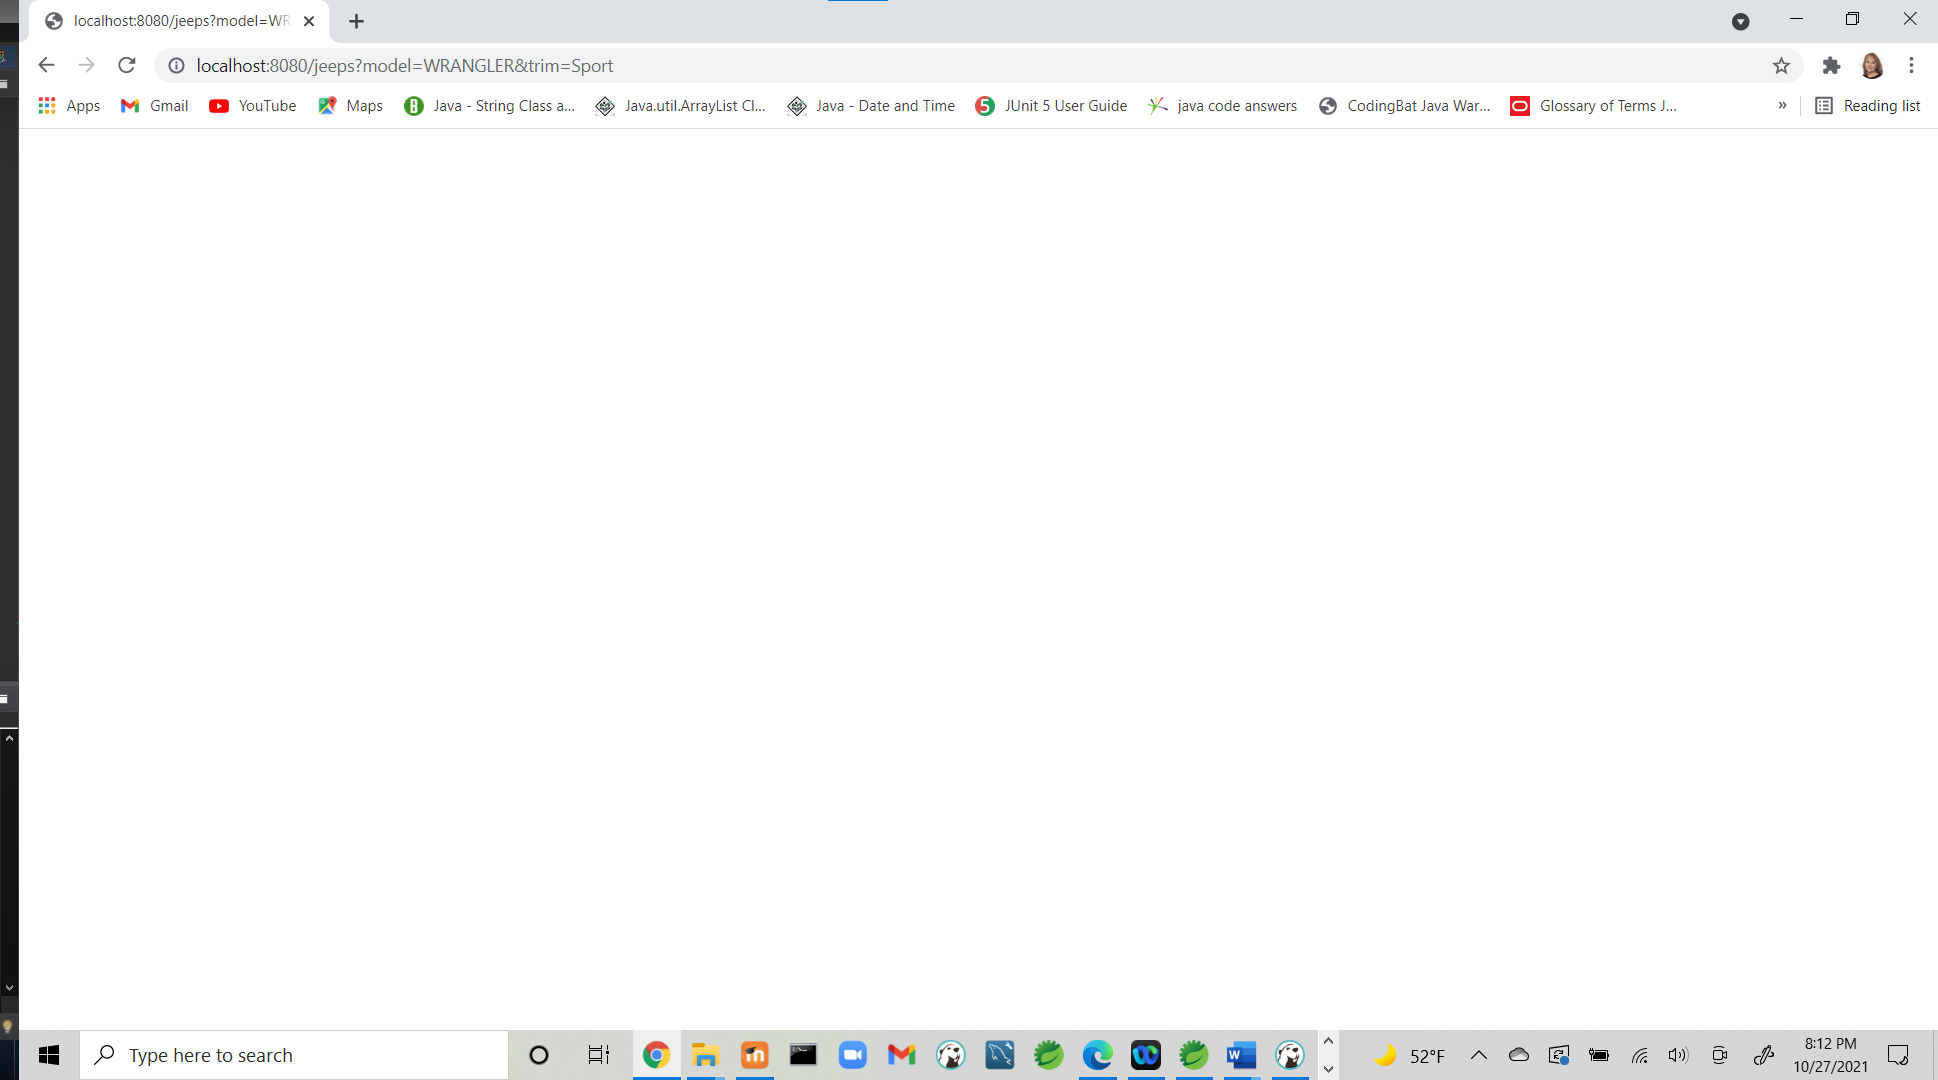 localhost:8080/jeeps?model=WR
localhost:8080/jeeps?model=WRANGLER&trim=Sport
Apps Gmail YouTube Maps Java - String Class a... Java.util.ArrayList Cl... Java - Date and Time JUnit 5 User Guide java code answers CodingBat Java War... Glossary of Terms J... » Reading list
Type here to search
52°F
8:12 PM
10/27/2021